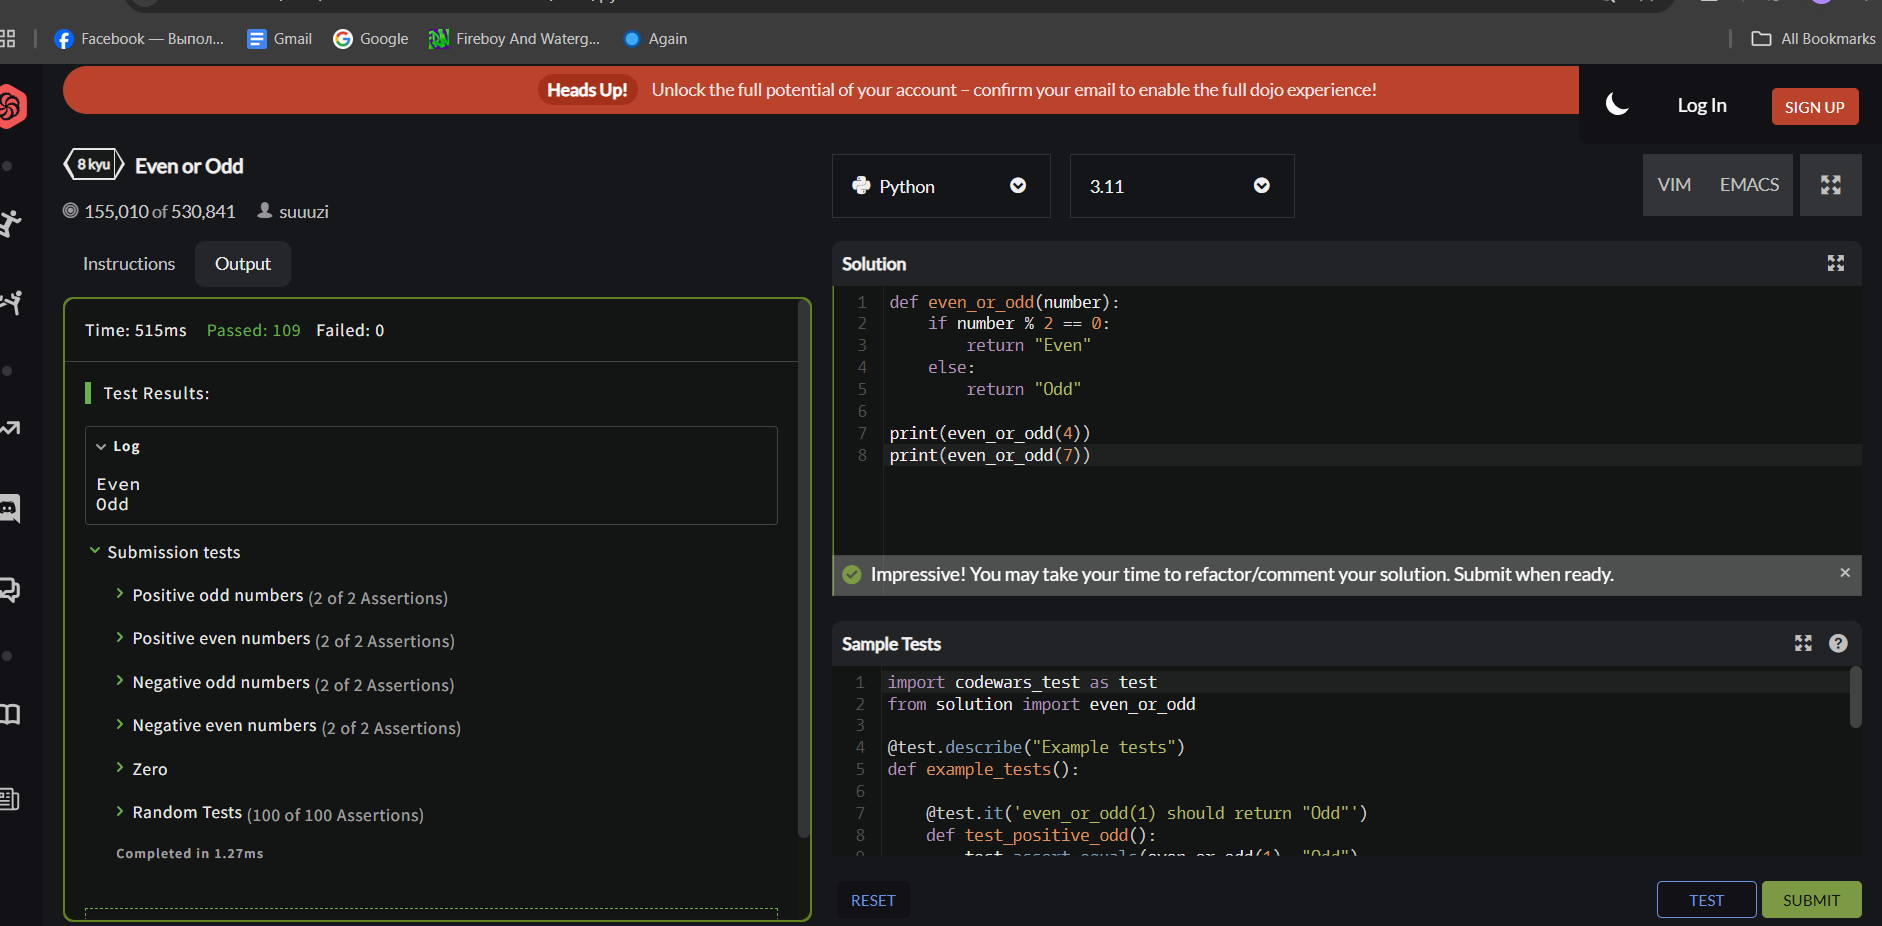 Facebook — Выпол... Gmail Google Fireboy And Waterg... Again All Bookmarks
Heads Up! Unlock the full potential of your account – confirm your email to enable the full dojo experience!
Log In SIGN UP
8 kyu Even or Odd
155,010 of 530,841 suuuzi
Python 3.11 VIM EMACS
Instructions Output
Time: 515ms Passed: 109 Failed: 0
Test Results:
Log
Even
Odd
Submission tests
Positive odd numbers (2 of 2 Assertions)
Positive even numbers (2 of 2 Assertions)
Negative odd numbers (2 of 2 Assertions)
Negative even numbers (2 of 2 Assertions)
Zero
Random Tests (100 of 100 Assertions)
Completed in 1.27ms
Solution
1 def even_or_odd(number):
2 if number % 2 == 0:
3 return "Even"
4 else:
5 return "Odd"
6
7 print(even_or_odd(4))
8 print(even_or_odd(7))
Impressive! You may take your time to refactor/comment your solution. Submit when ready.
Sample Tests
1 import codewars_test as test
2 from solution import even_or_odd
3
4 @test.describe("Example tests")
5 def example_tests():
6
7 @test.it('even_or_odd(1) should return "Odd"')
8 def test_positive_odd():
9 test.assert_equals(even_or_odd(1), "Odd")
RESET TEST SUBMIT